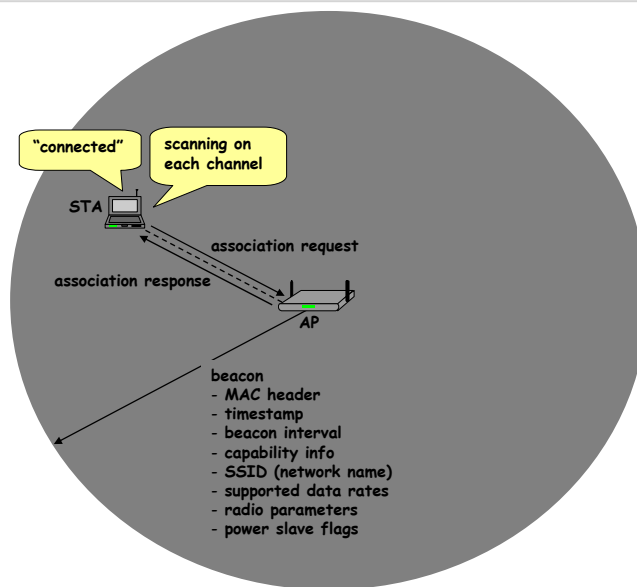 “connected”
scanning on
each channel
STA
association request
association response
AP
beacon
- MAC header
- timestamp
- beacon interval
- capability info
- SSID (network name)
- supported data rates
- radio parameters
- power slave flags